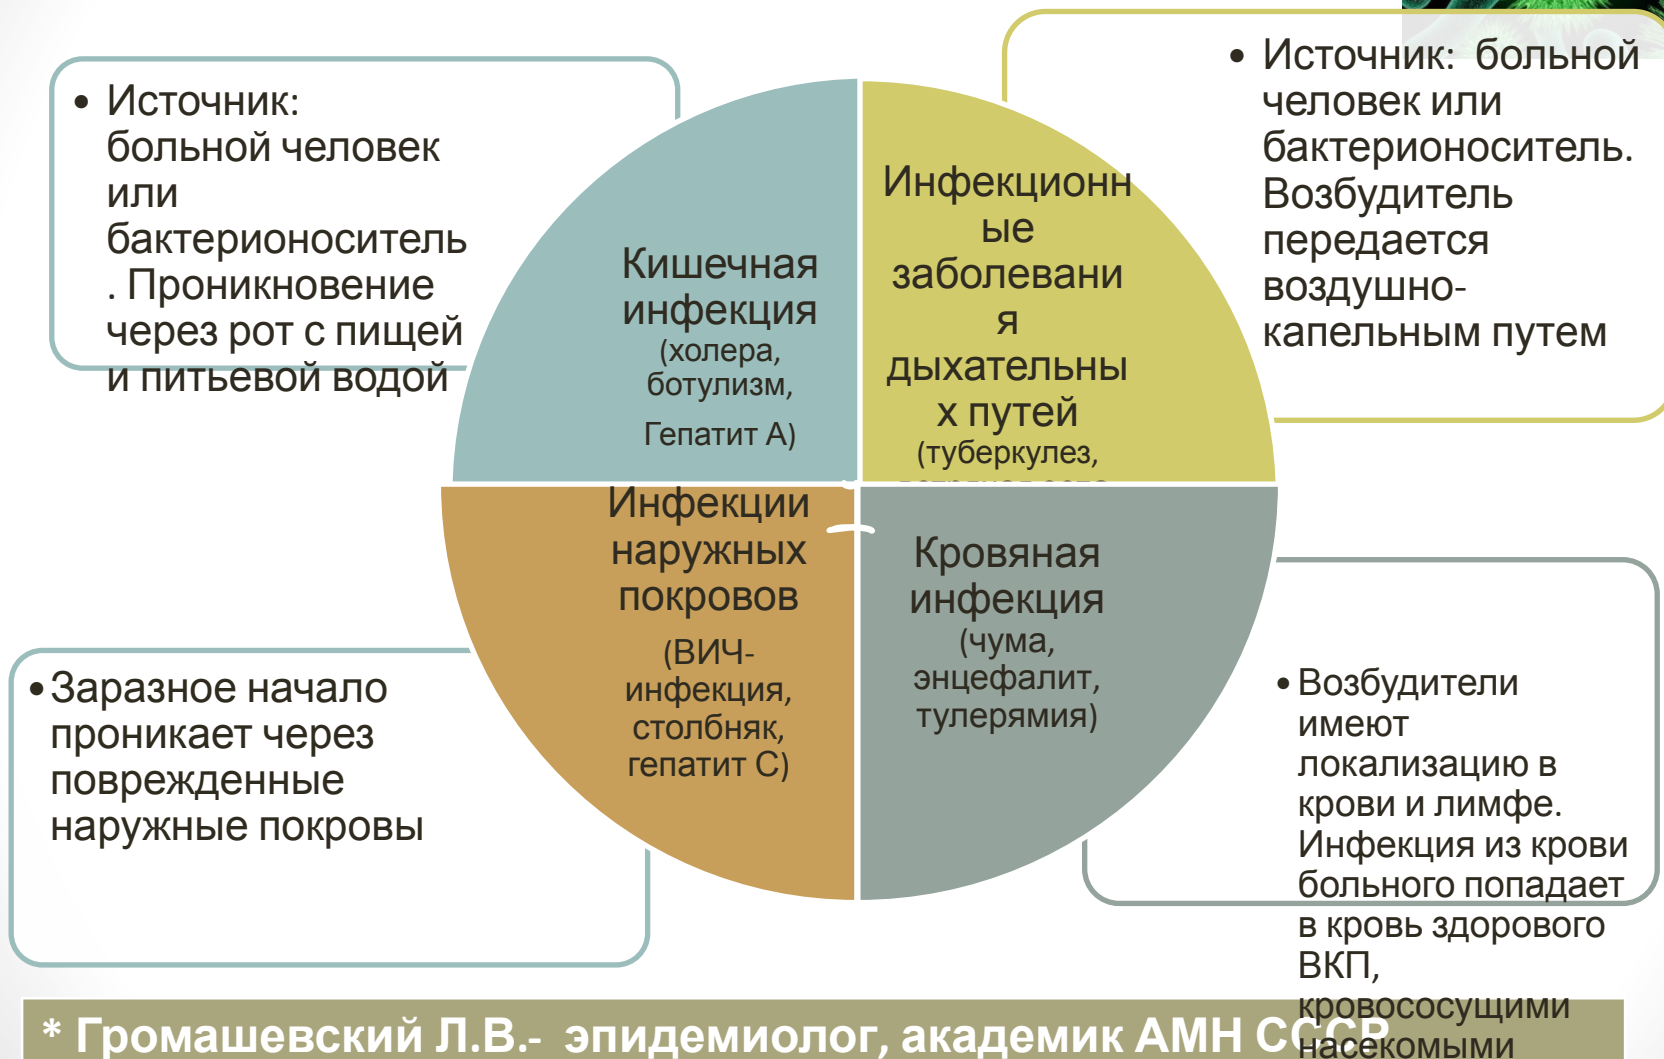 • Источник:
больной человек
или
бактерионоситель
. Проникновение
через рот с пищей
и питьевой водой
Кишечная
инфекция
(холера,
ботулизм,
Гепатит А)
Инфекционн
ые
заболевани
я
дыхательны
х путей
(туберкулез,
• Источник: больной
человек или
бактерионоситель.
Возбудитель
передается
воздушно-
капельным путем
• Заразное начало
проникает через
поврежденные
наружные покровы
Инфекции
наружных
покровов
(ВИЧ-
инфекция,
столбняк,
гепатит С)
Кровяная
инфекция
(чума,
энцефалит,
тулерямия)
• Возбудители
имеют
локализацию в
крови и лимфе.
Инфекция из крови
больного попадает
в кровь здорового
ВКП,
кровососущими
насекомыми
* Громашевский Л.В.- эпидемиолог, академик АМН СССР